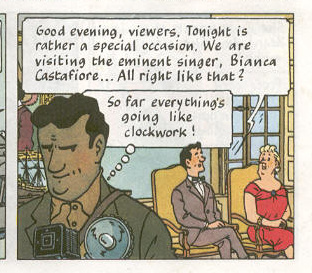 Good evening, viewers. Tonight is
rather a special occasion. We are
visiting the eminent singer, Bianca
Castafiore... All right like that?
So far everything's
going like
clockwork!